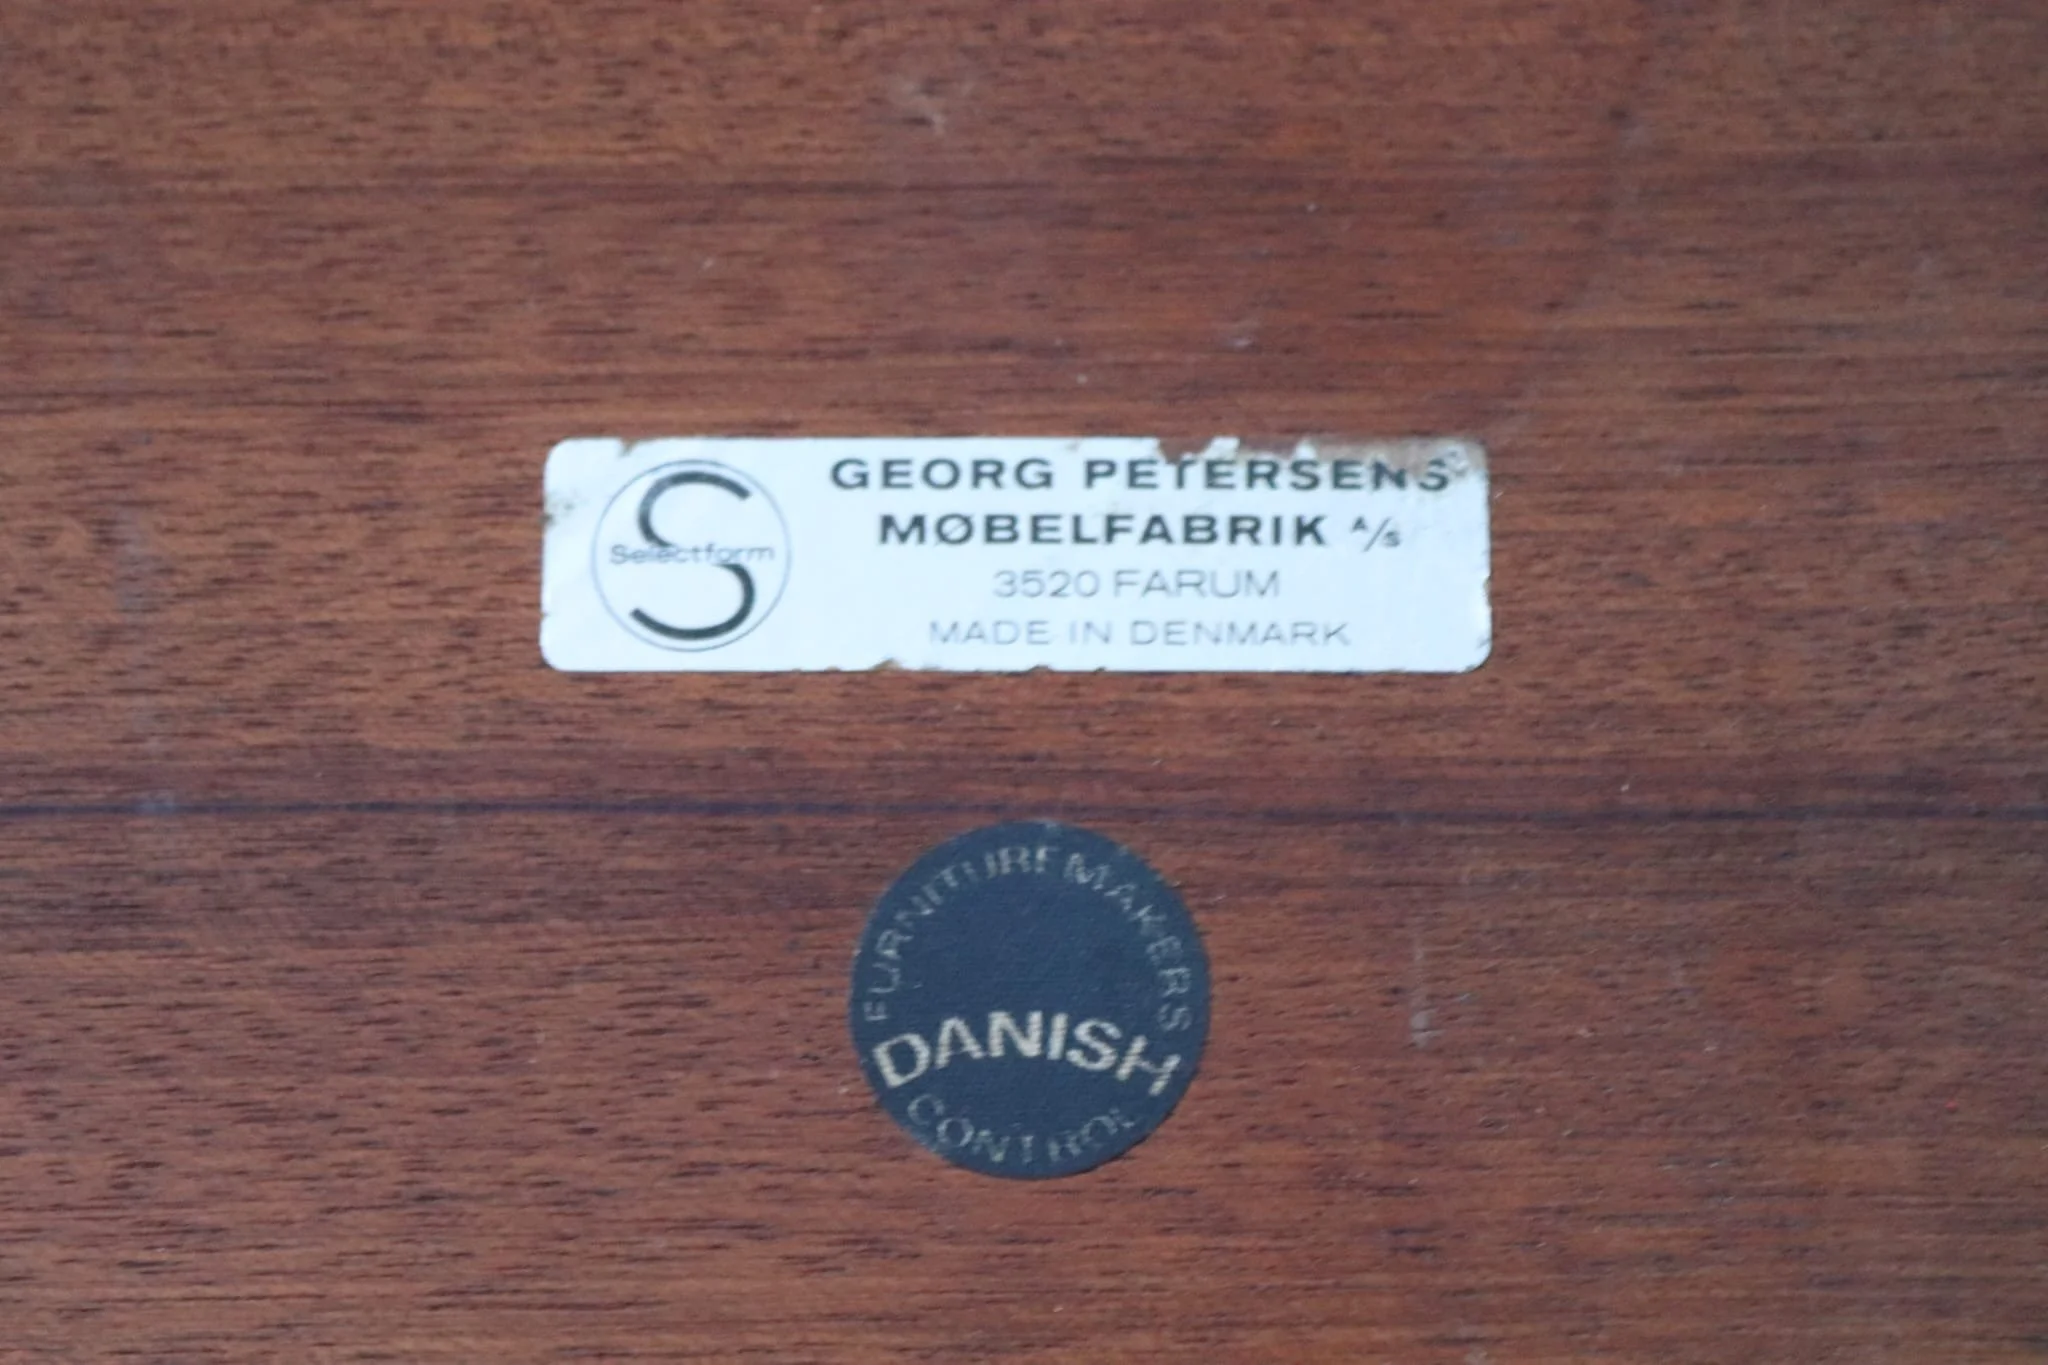 Selectform
GEORG PETERSENS
MØBELFABRIK A/S
3520 FARUM
MADE IN DENMARK
FURNITUREMAKERS
DANISH
CONTROL